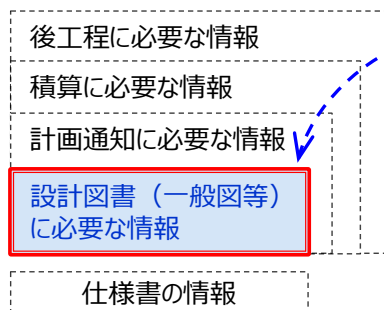 後工程に必要な情報
積算に必要な情報
計画通知に必要な情報
設計図書（一般図等）
に必要な情報
仕様書の情報